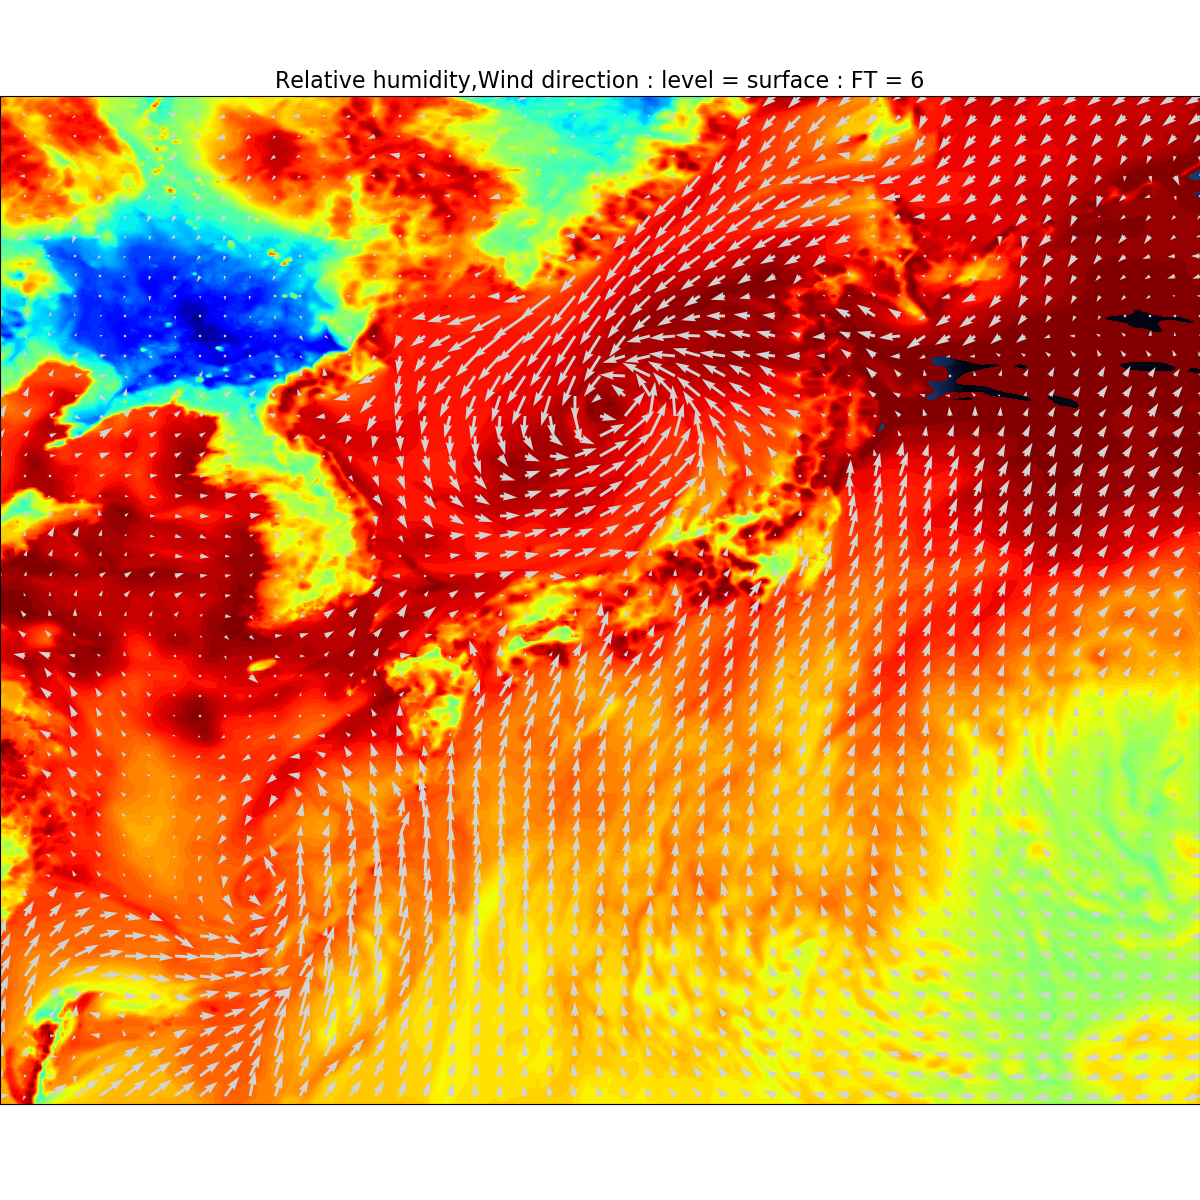 Relative humidity,Wind direction : level = surface : FT = 6